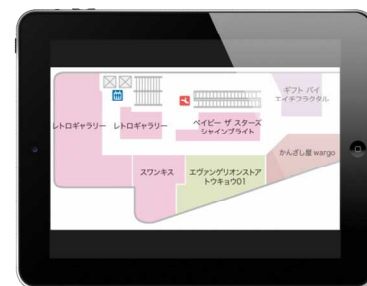 ギフト バイ
エイチフラクタル
レトロギャラリー
レトロギャラリー
ベイビー ザ スターズ
シャインブライト
かんざし屋 wargo
スワンキス
エヴァンゲリオンストア
トウキョウ01